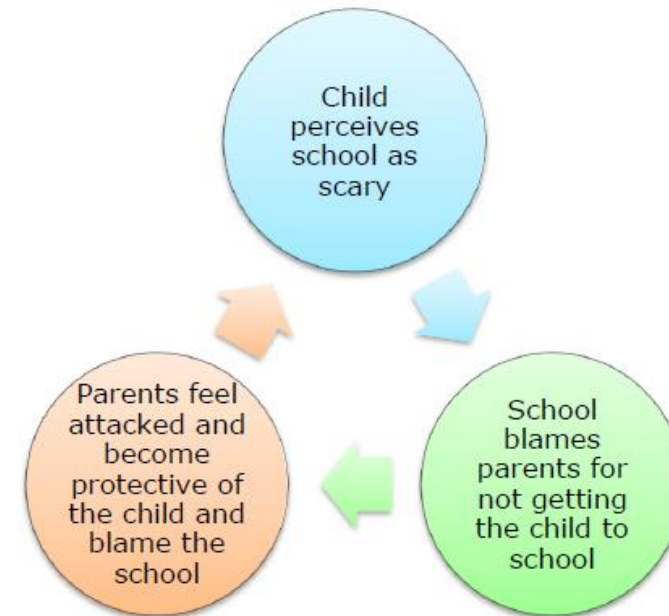 Child
perceives
school as
scary
School
blames
parents for
not getting
the child to
school
Parents feel
attacked and
become
protective of
the child and
blame the
school